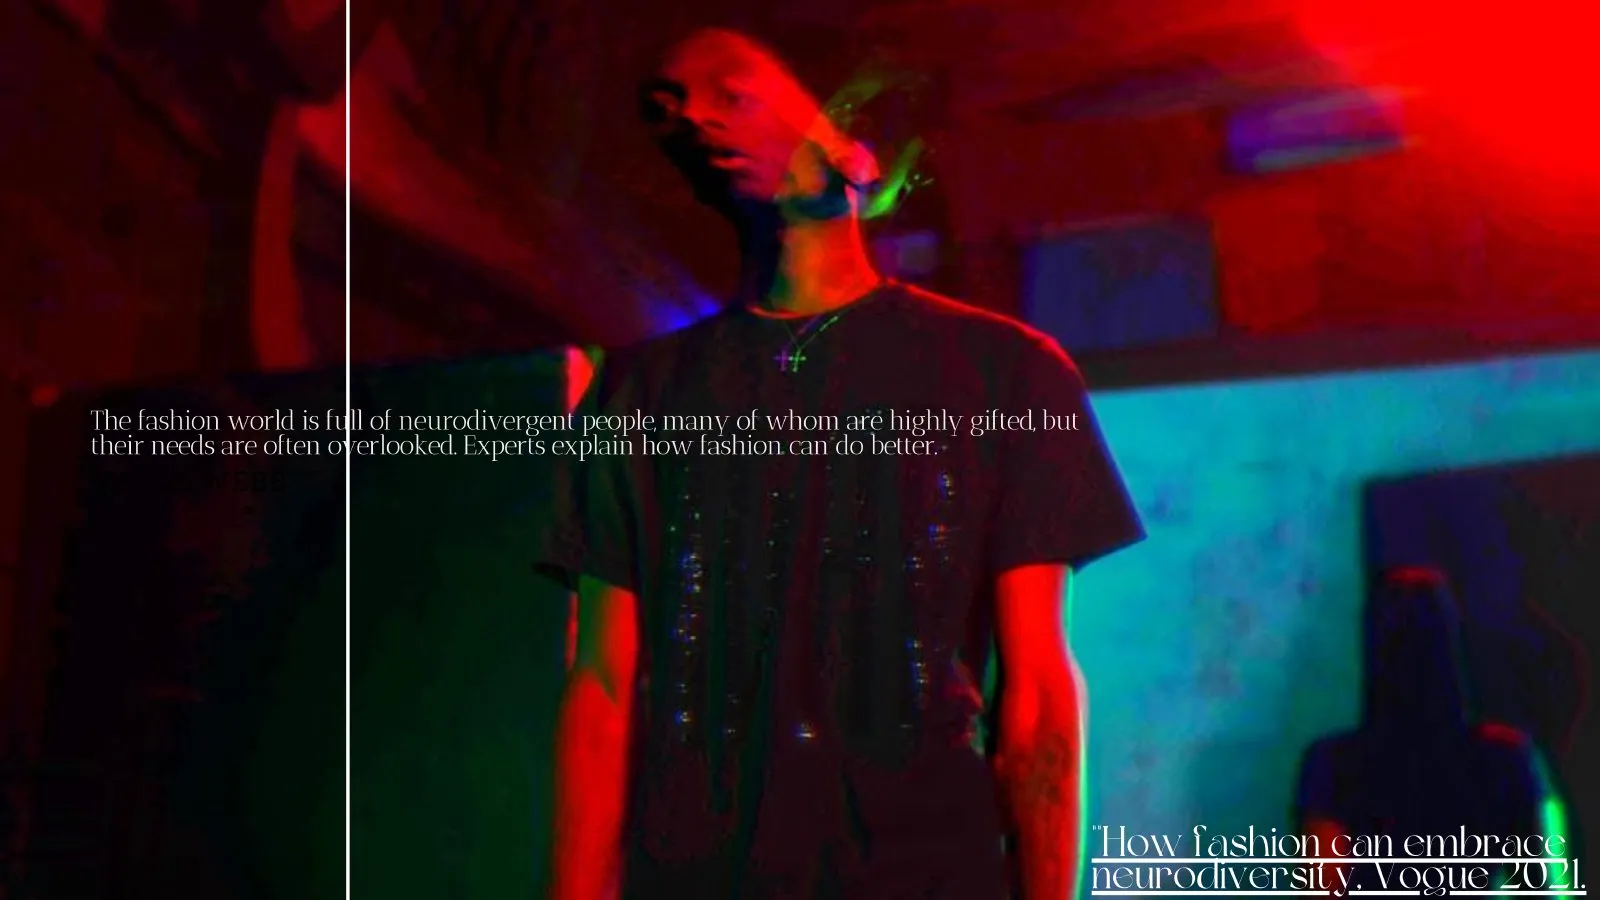 The fashion world is full of neurodivergent people, many of whom are highly gifted, but
their needs are often overlooked. Experts explain how fashion can do better.
"How fashion can embrace
neurodiversity, Vogue 2021.